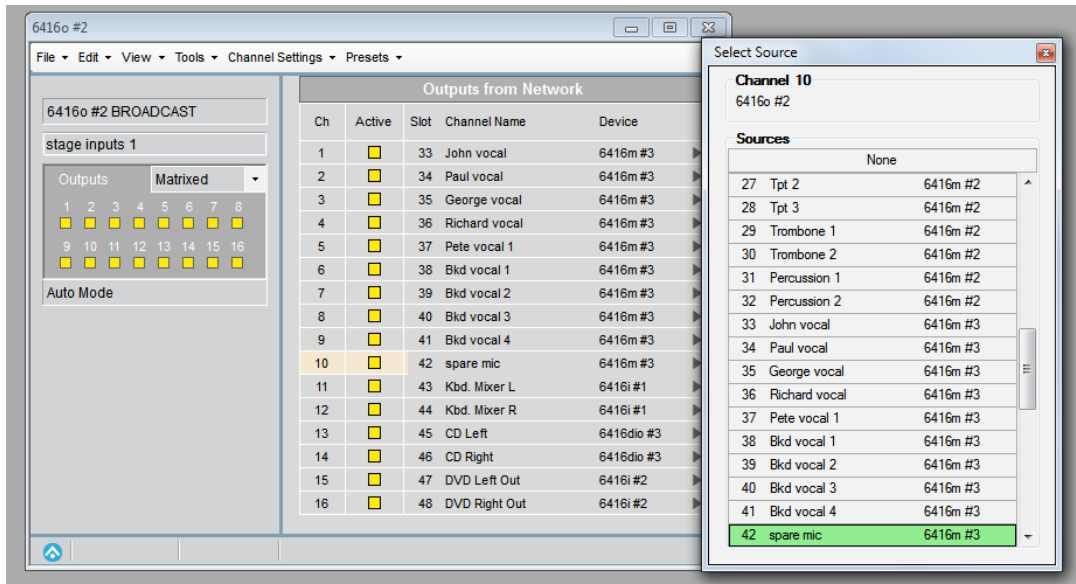 6416o #2
File Edit View Tools Channel Settings Presets
6416o #2 BROADCAST
stage inputs 1
Outputs Matrixed
1 2 3 4 5 6 7 8
9 10 11 12 13 14 15 16
Auto Mode
Outputs from Network
Ch Active Slot Channel Name Device
1 33 John vocal 6416m #3
2 34 Paul vocal 6416m #3
3 35 George vocal 6416m #3
4 36 Richard vocal 6416m #3
5 37 Pete vocal 1 6416m #3
6 38 Bkd vocal 1 6416m #3
7 39 Bkd vocal 2 6416m #3
8 40 Bkd vocal 3 6416m #3
9 41 Bkd vocal 4 6416m #3
10 42 spare mic 6416m #3
11 43 Kbd. Mixer L 6416i #1
12 44 Kbd. Mixer R 6416i #1
13 45 CD Left 6416dio #3
14 46 CD Right 6416dio #3
15 47 DVD Left Out 6416i #2
16 48 DVD Right Out 6416i #2
Select Source
Channel 10
6416o #2
Sources
None
27 Tpt 2 6416m #2
28 Tpt 3 6416m #2
29 Trombone 1 6416m #2
30 Trombone 2 6416m #2
31 Percussion 1 6416m #2
32 Percussion 2 6416m #2
33 John vocal 6416m #3
34 Paul vocal 6416m #3
35 George vocal 6416m #3
36 Richard vocal 6416m #3
37 Pete vocal 1 6416m #3
38 Bkd vocal 1 6416m #3
39 Bkd vocal 2 6416m #3
40 Bkd vocal 3 6416m #3
41 Bkd vocal 4 6416m #3
42 spare mic 6416m #3